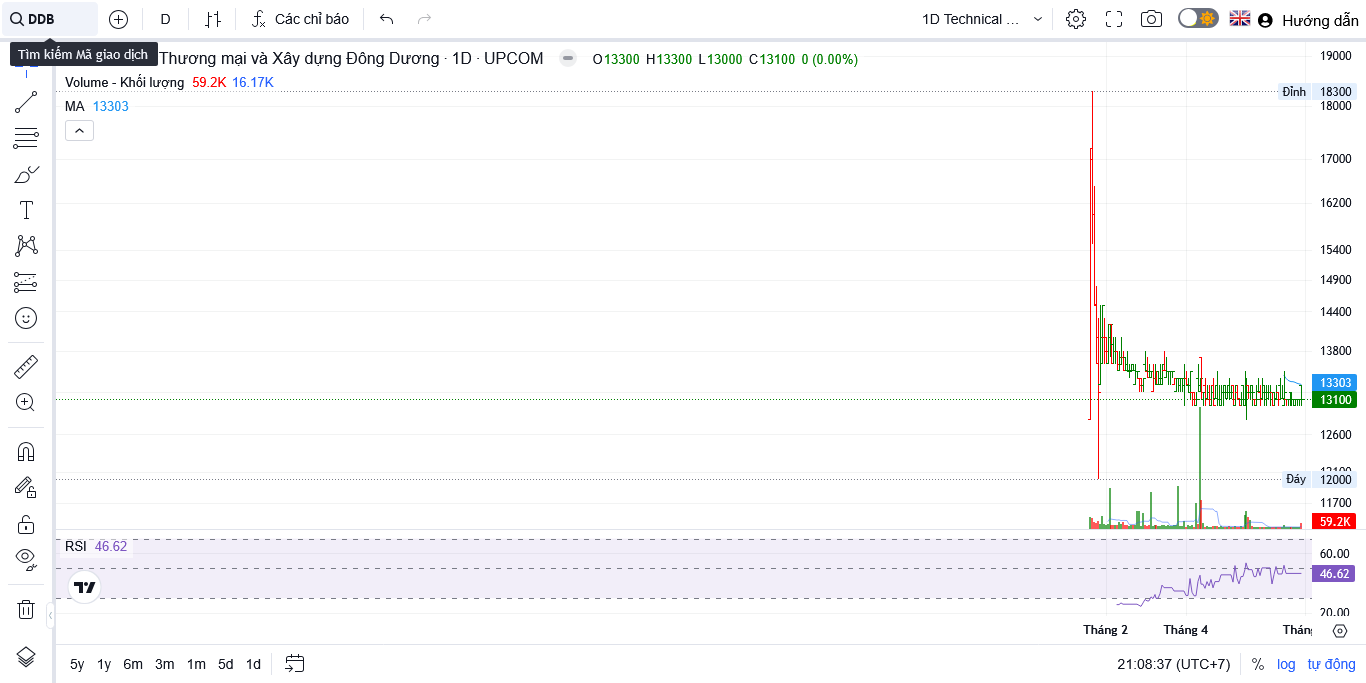 DDB
D
Các chỉ báo
1D Technical ...
Hướng dẫn
Tìm kiếm Mã giao dịch
Thương mại và Xây dựng Đông Dương · 1D · UPCOM
O13300 H13300 L13000 C13100 0 (0.00%)
Volume - Khối lượng 59.2K 16.17K
MA 13303
19000
Đỉnh 18300
18000
17000
16200
15400
14900
14400
13800
13303
13100
12600
12100
Đáy 12000
11700
59.2K
RSI 46.62
60.00
46.62
20.00
Tháng 2 Tháng 4
5y 1y 6m 3m 1m 5d 1d
21:08:37 (UTC+7) % log tự động